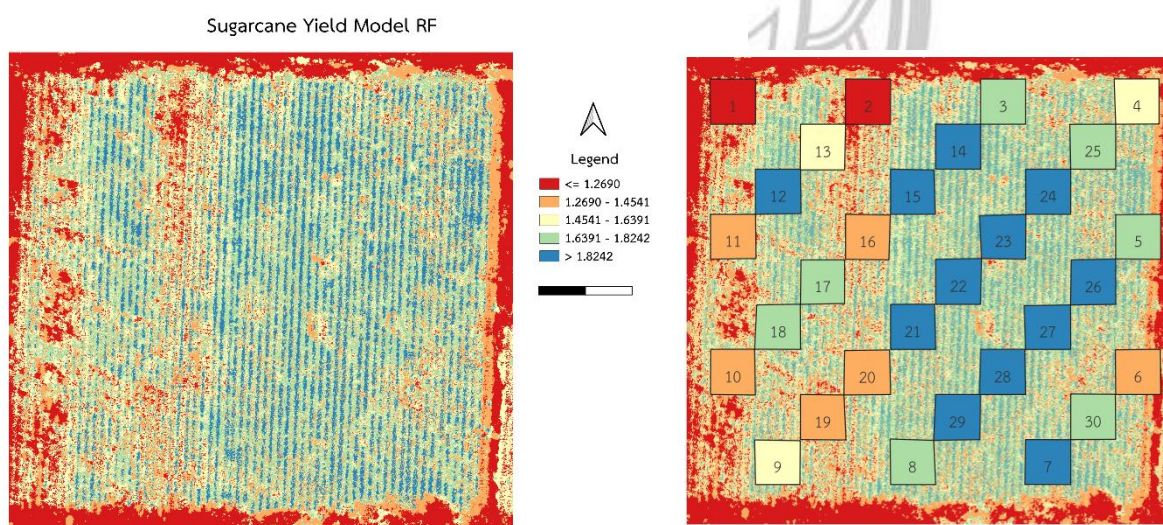 Sugarcane Yield Model RF
Legend
<= 1.2690
1.2690 - 1.4541
1.4541 - 1.6391
1.6391 - 1.8242
> 1.8242
1 2 3 4
13 14 25
12 15 24
11 16 23 5
17 22 26
18 21 27
10 20 28 6
19 29 30
9 8 7